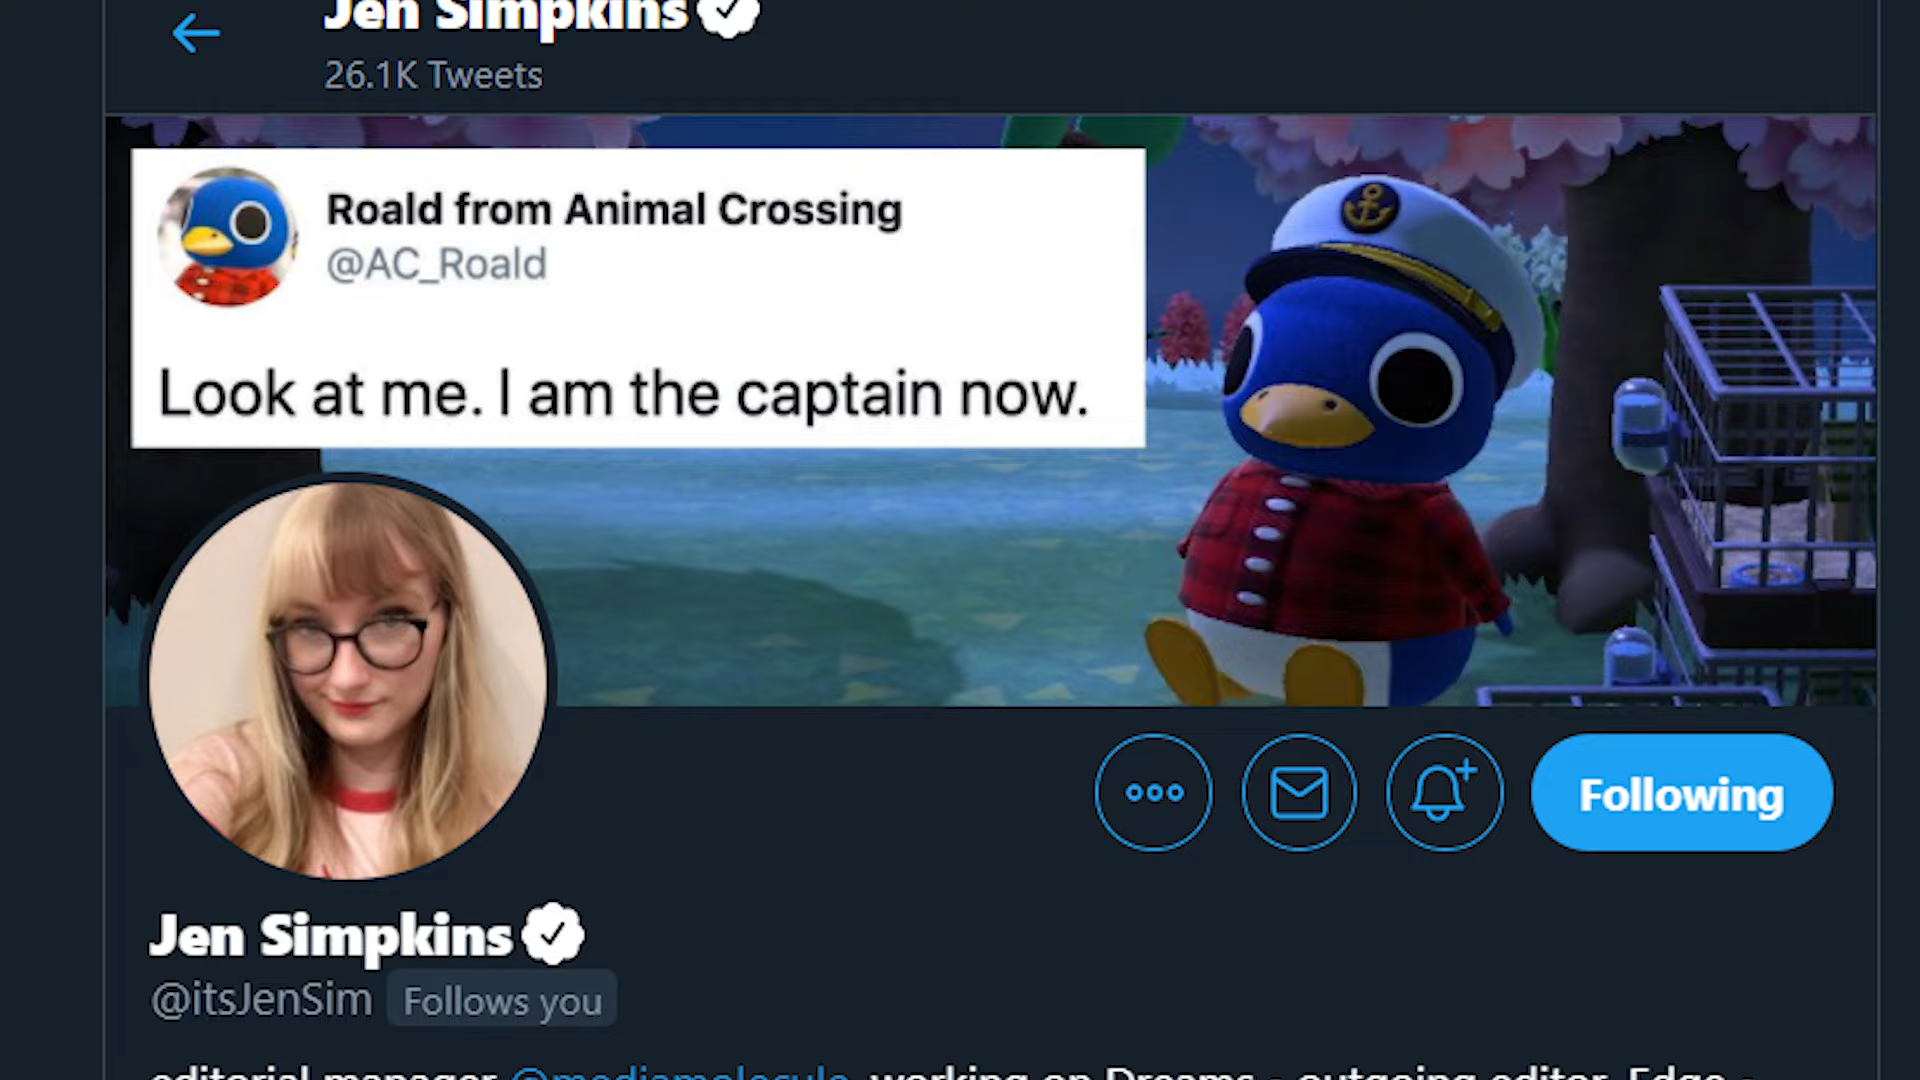 Jen Simpkins
26.1K Tweets
Roald from Animal Crossing
@AC_Roald
Look at me. I am the captain now.
Following
Jen Simpkins
@itsJenSim Follows you
editorial manager @mediamolecule, working on Dreams - outgoing editor, Edge -